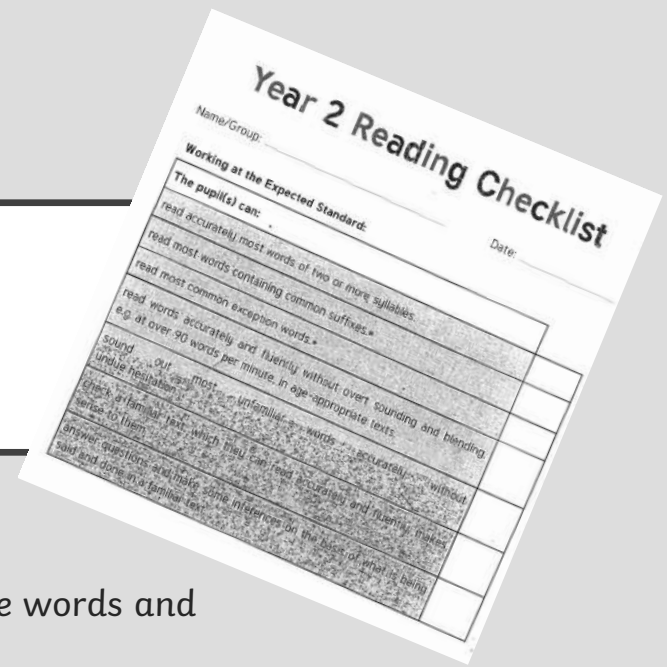 Year 2 Reading Checklist
Name/Group:
Date:
Working at the Expected Standard:
The pupil(s) can:
read accurately most words of two or more syllables.
read most words containing common suffixes.*
read most common exception words.*
read words accurately and fluently without overt sounding and blending,
e.g. at over 90 words per minute, in age-appropriate texts.
sound out most unfamiliar words accurately, without
undue hesitation.
check a familiar text which they can read accurately and fluently makes
sense to them.
answer questions and make some inferences on the basis of what is being
said and done in a familiar text.
e words and